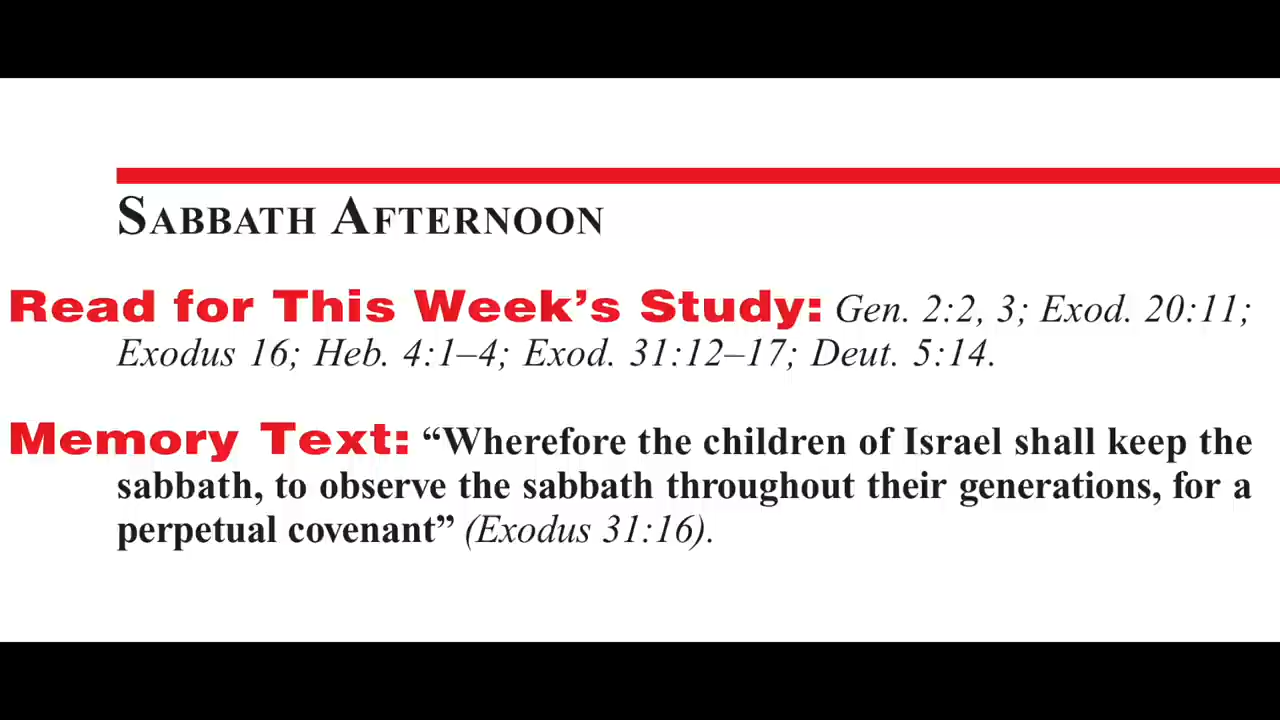 SABBATH AFTERNOON
Read for This Week’s Study: Gen. 2:2, 3; Exod. 20:11;
Exodus 16; Heb. 4:1–4; Exod. 31:12–17; Deut. 5:14.
Memory Text: “Wherefore the children of Israel shall keep the
sabbath, to observe the sabbath throughout their generations, for a
perpetual covenant” (Exodus 31:16).